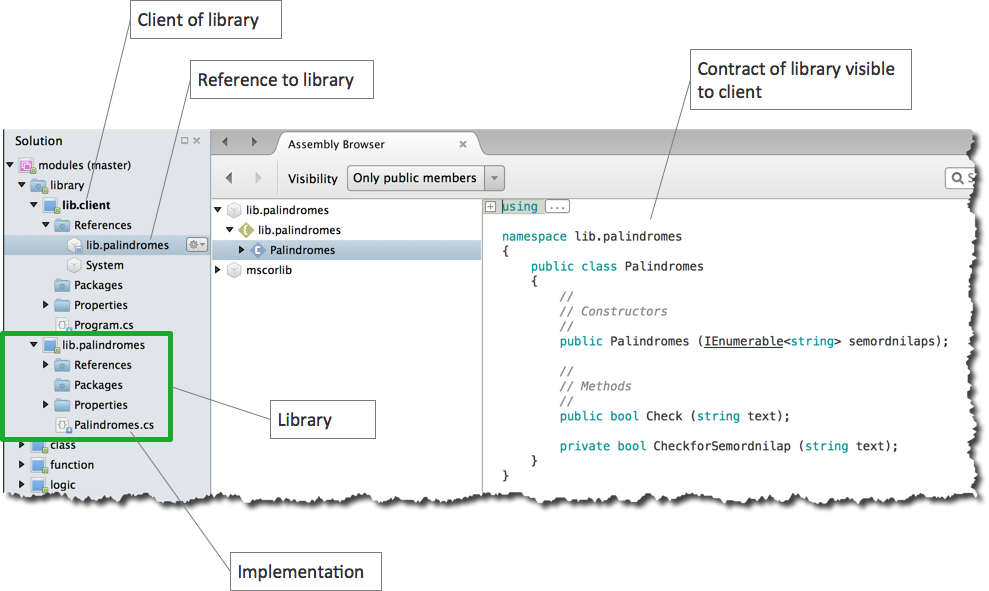 Client of library
Reference to library
Contract of library visible
to client
Solution
modules (master)
library
lib.client
References
lib.palindromes
System
Packages
Properties
Program.cs
lib.palindromes
References
Packages
Properties
Palindromes.cs
class
function
logic
Assembly Browser
Visibility
Only public members
S
lib.palindromes
lib.palindromes
Palindromes
mscorlib
using ...
namespace lib.palindromes
{
public class Palindromes
{
//
// Constructors
//
public Palindromes (IEnumerable<string> semordnilaps);
//
// Methods
//
public bool Check (string text);
private bool CheckforSemordnilap (string text);
}
}
Library
Implementation